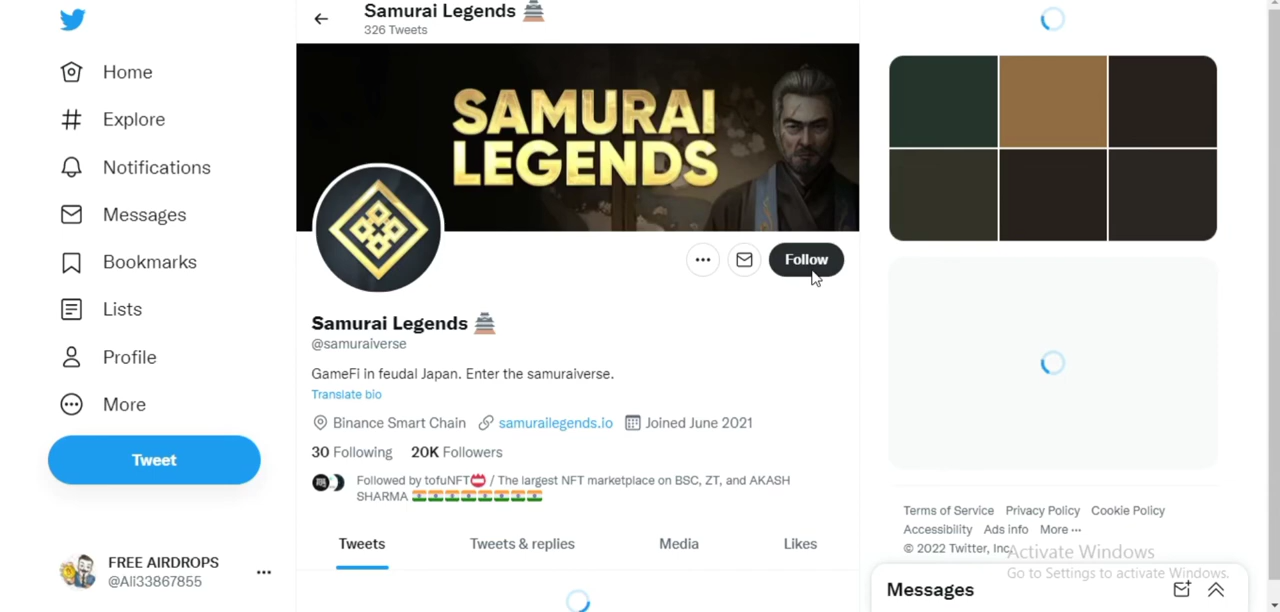 Samurai Legends 🏯
326 Tweets
Home
Explore
Notifications
Messages
Bookmarks
Lists
Profile
More
Tweet
FREE AIRDROPS
@Ali33867855
SAMURAI
LEGENDS
Follow
Samurai Legends 🏯
@samuraiverse
GameFi in feudal Japan. Enter the samuraiverse.
Translate bio
Binance Smart Chain samurailegends.io Joined June 2021
30 Following 20K Followers
Followed by tofuNFT📛 / The largest NFT marketplace on BSC, ZT, and AKASH
SHARMA 🇮🇳🇮🇳🇮🇳🇮🇳🇮🇳🇮🇳🇮🇳🇮🇳
Tweets Tweets & replies Media Likes
Terms of Service Privacy Policy Cookie Policy
Accessibility Ads info More ···
© 2022 Twitter, Inc.
Activate Windows
Go to Settings to activate Windows.
Messages